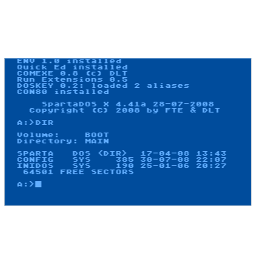 ENV 1.0 installed
Quick Ed installed
COMEXE 0.8 (c) DLT
Run Extensions 0.5
DOSKEY 0.2: loaded 2 aliases
CON80 installed
SpartaDOS X 4.41a 28-07-2008
Copyright (C) 2008 by FTE & DLT
A:>DIR
Volume: BOOT
Directory: MAIN
SPARTA DOS <DIR> 17-04-08 13:43
CONFIG SYS 385 30-07-08 22:07
INIDOS SYS 190 25-01-06 20:27
64501 FREE SECTORS
A:>